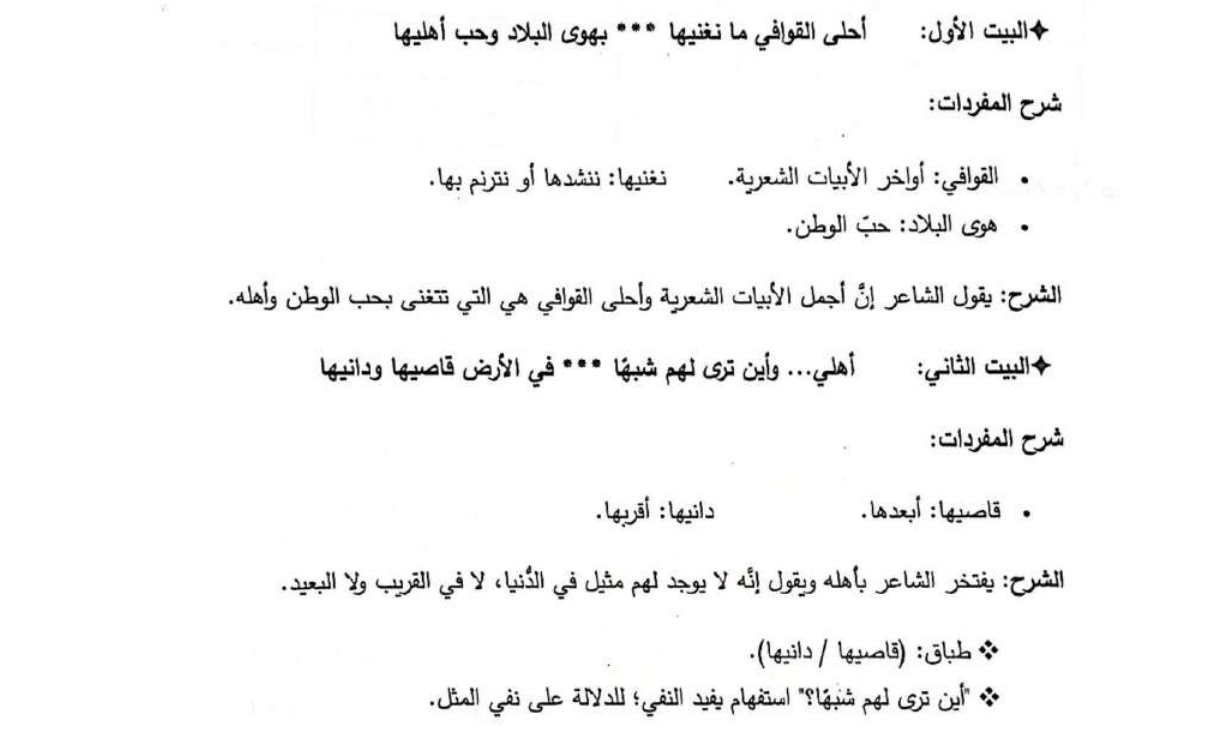 ✦البيت الأول: أحلى القوافي ما نغنيها *** بهوى البلاد وحب أهليها
شرح المفردات:
• القوافي: أواخر الأبيات الشعرية. نغنيها: ننشدها أو نترنم بها.
• هوى البلاد: حبّ الوطن.
الشرح: يقول الشاعر إنَّ أجمل الأبيات الشعرية وأحلى القوافي هي التي تتغنى بحب الوطن وأهله.
✦البيت الثاني: أهلي... وأين ترى لهم شبهًا *** في الأرض قاصيها ودانيها
شرح المفردات:
• قاصيها: أبعدها. دانيها: أقربها.
الشرح: يفتخر الشاعر بأهله ويقول إنَّه لا يوجد لهم مثيل في الدُّنيا، لا في القريب ولا البعيد.
❖ طباق: (قاصيها / دانيها).
❖ "أين ترى لهم شبهًا؟" استفهام يفيد النفي؛ للدلالة على نفي المثل.